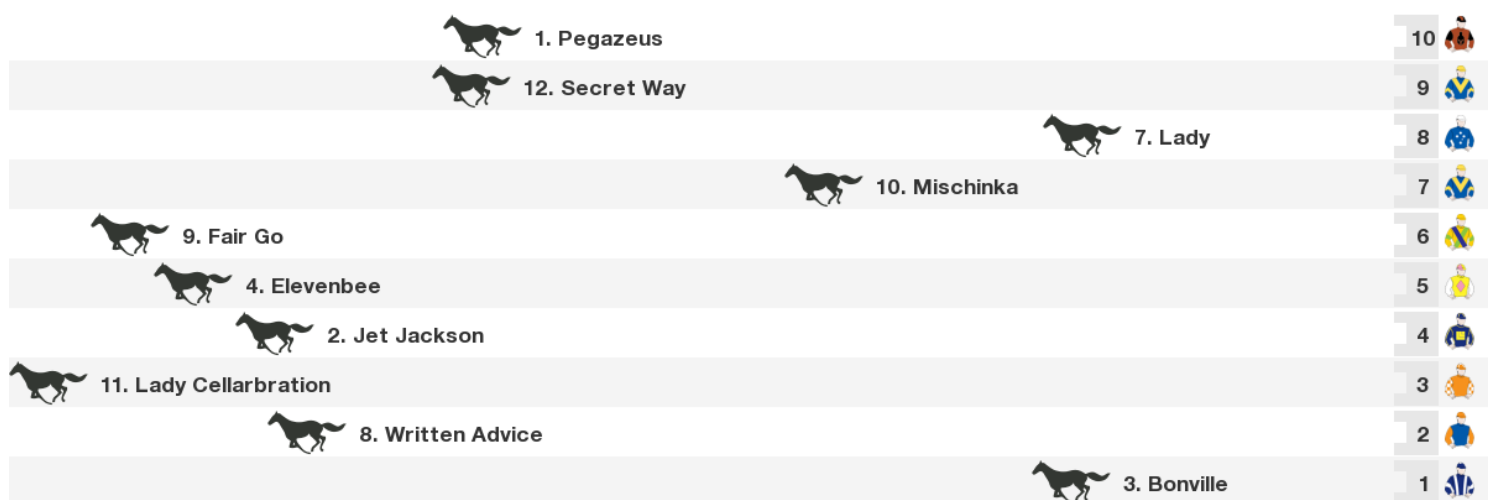 1. Pegazeus 10
12. Secret Way 9
7. Lady 8
10. Mischinka 7
9. Fair Go 6
4. Elevenbee 5
2. Jet Jackson 4
11. Lady Cellarbration 3
8. Written Advice 2
3. Bonville 1